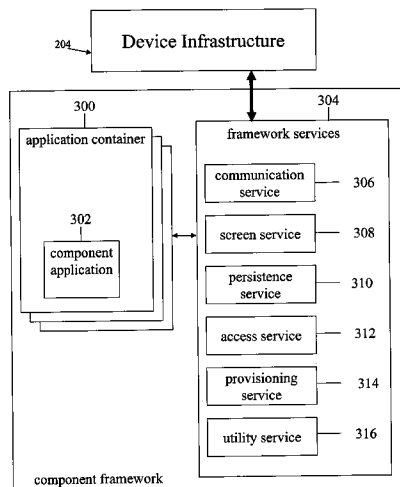 204
Device Infrastructure
300
304
application container
framework services
302
component
application
communication
service
306
screen service
308
persistence
service
310
access service
312
provisioning
service
314
utility service
316
component framework